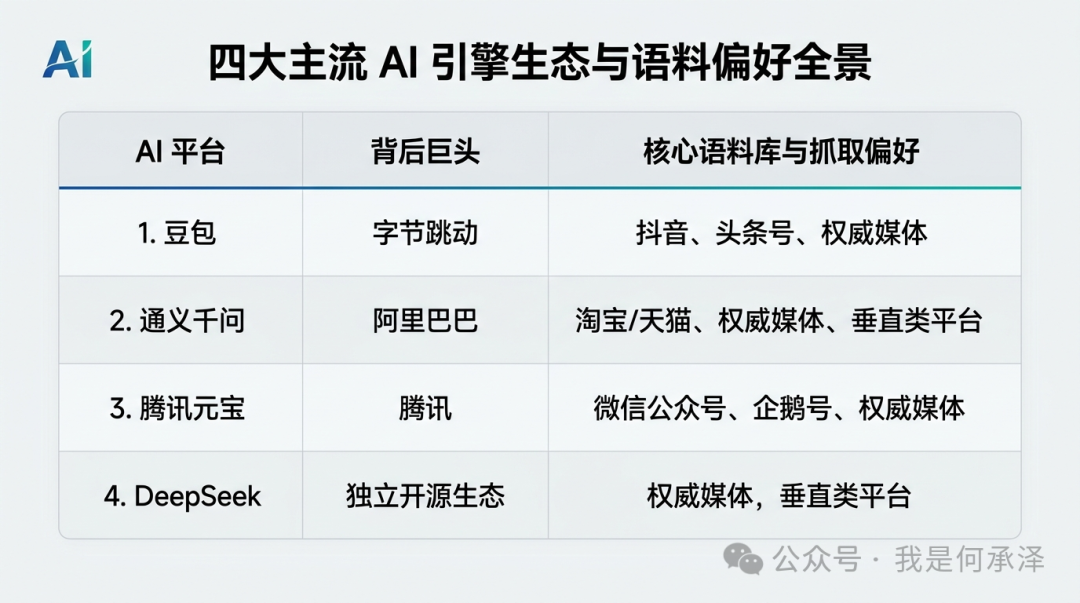 AI
四大主流 AI 引擎生态与语料偏好全景
AI 平台 背后巨头 核心语料库与抓取偏好
1. 豆包 字节跳动 抖音、头条号、权威媒体
2. 通义千问 阿里巴巴 淘宝/天猫、权威媒体、垂直类平台
3. 腾讯元宝 腾讯 微信公众号、企鹅号、权威媒体
4. DeepSeek 独立开源生态 权威媒体，垂直类平台
公众号 · 我是何承泽